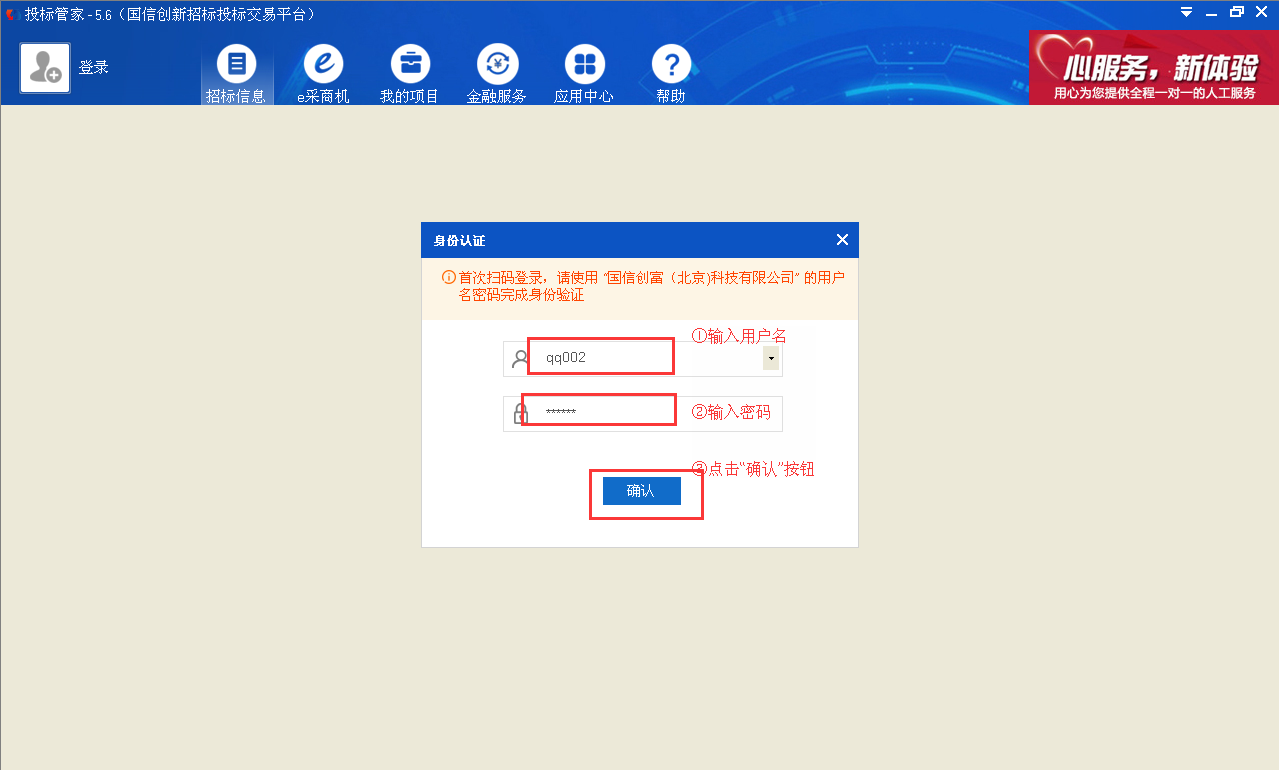 投标管家 - 5.6（国信创新招标投标交易平台）
登录
招标信息
e采商机
我的项目
金融服务
应用中心
帮助
心服务，新体验
用心为您提供全程一对一的人工服务
身份认证
首次扫码登录，请使用 “国信创富（北京)科技有限公司” 的用户
名密码完成身份验证
①输入用户名
qq002
******
②输入密码
③点击“确认”按钮
确认